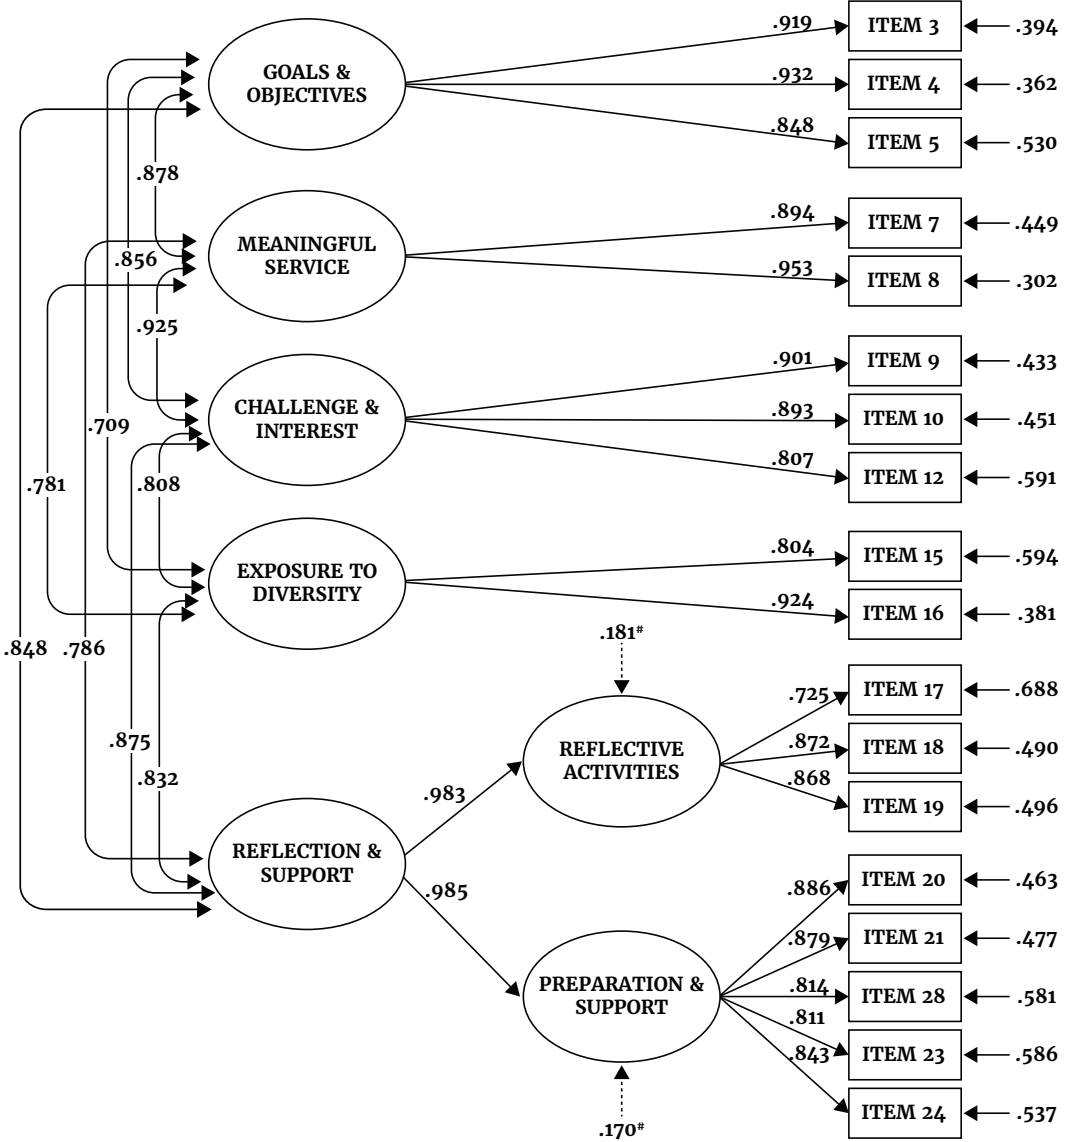 .919
ITEM 3
.394
GOALS &
OBJECTIVES
.932
ITEM 4
.362
.848
ITEM 5
.530
.878
MEANINGFUL
SERVICE
.894
ITEM 7
.449
.856
.953
ITEM 8
.302
.925
.901
ITEM 9
.433
CHALLENGE &
INTEREST
.893
ITEM 10
.451
.709
.807
ITEM 12
.591
.781
.808
EXPOSURE TO
DIVERSITY
.804
ITEM 15
.594
.924
ITEM 16
.381
.848
.786
.181#
.725
ITEM 17
.688
REFLECTIVE
ACTIVITIES
.872
ITEM 18
.490
.875
.832
.868
ITEM 19
.496
.983
REFLECTION &
SUPPORT
.985
.886
ITEM 20
.463
.879
ITEM 21
.477
PREPARATION &
SUPPORT
.814
ITEM 28
.581
.811
ITEM 23
.586
.843
ITEM 24
.537
.170#